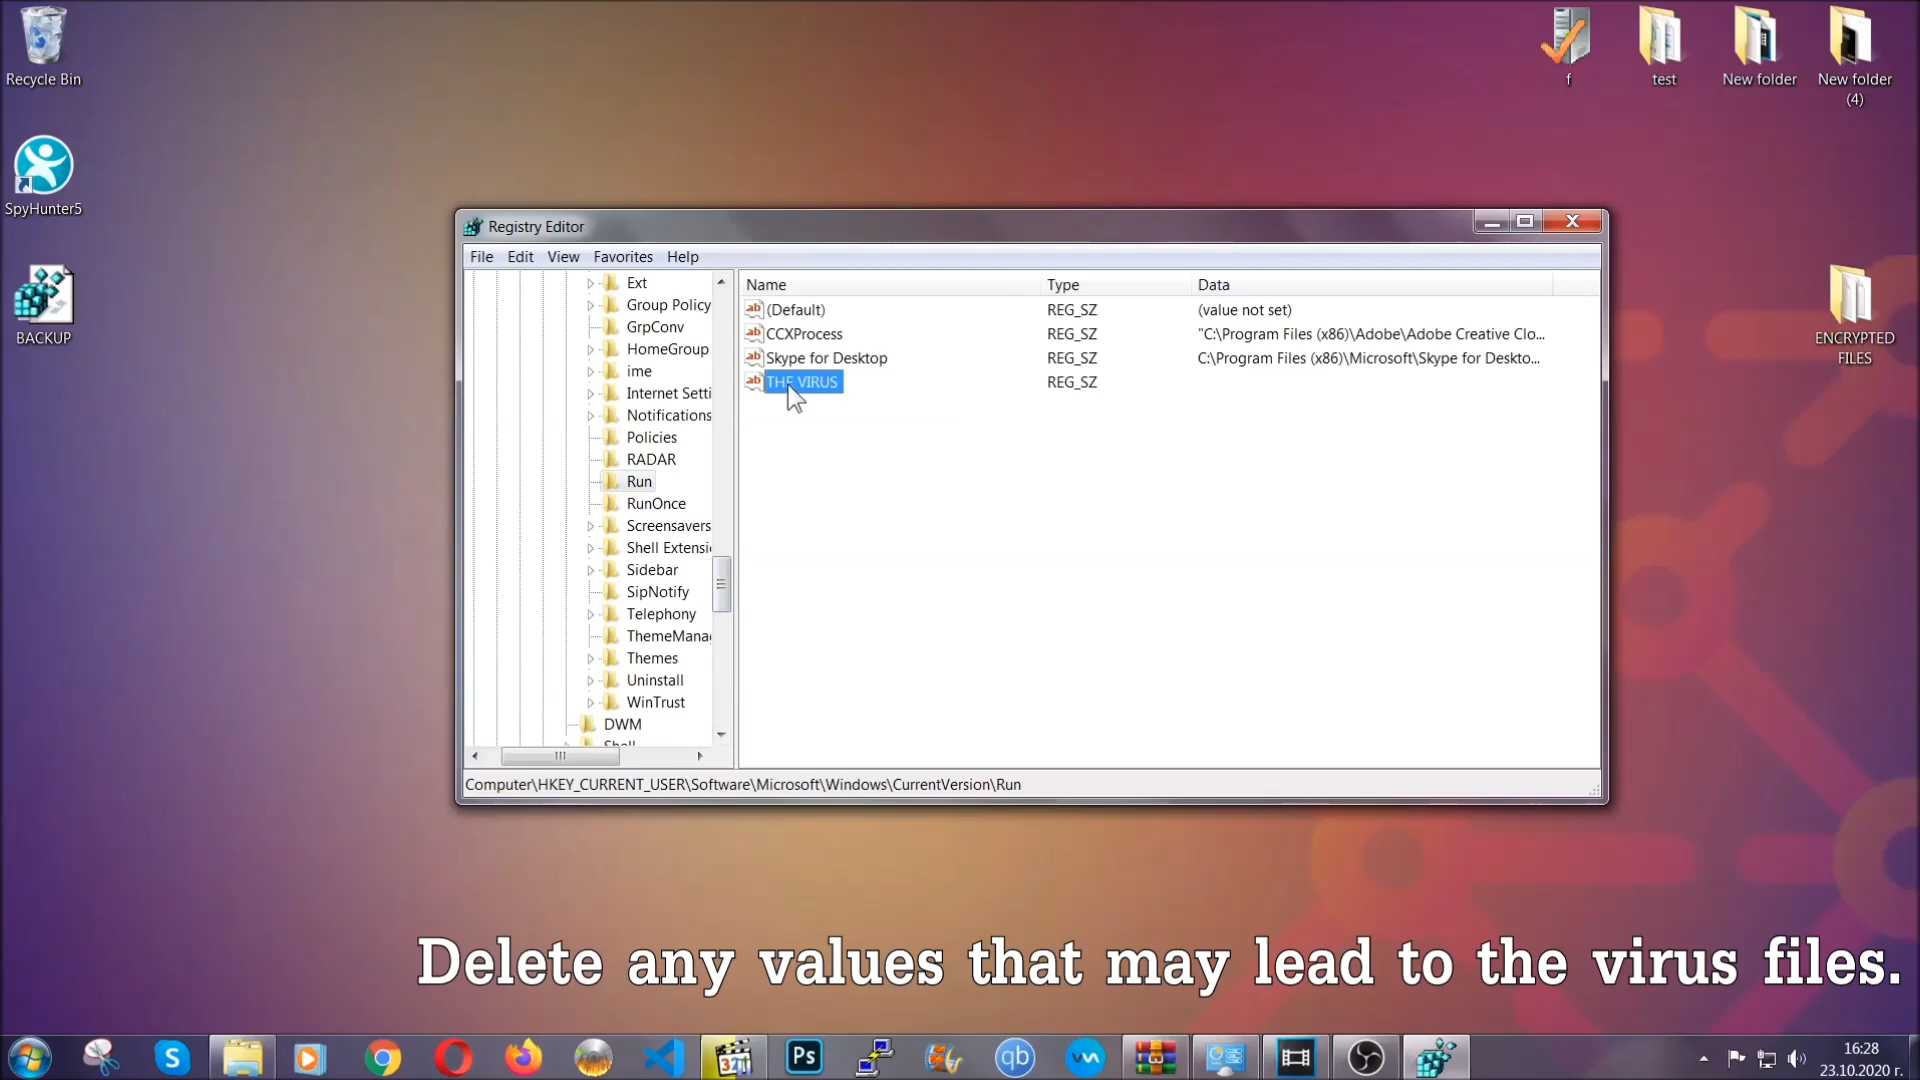 Recycle Bin
SpyHunter5
BACKUP
f
test
New folder
New folder
(4)
ENCRYPTED
FILES
Registry Editor
File Edit View Favorites Help
Ext
Group Policy
GrpConv
HomeGroup
ime
Internet Setti
Notifications
Policies
RADAR
Run
RunOnce
Screensavers
Shell Extensi
Sidebar
SipNotify
Telephony
ThemeManag
Themes
Uninstall
WinTrust
DWM
Shell
Name Type Data
(Default) REG_SZ (value not set)
CCXProcess REG_SZ "C:\Program Files (x86)\Adobe\Adobe Creative Clo...
Skype for Desktop REG_SZ C:\Program Files (x86)\Microsoft\Skype for Deskto...
THE VIRUS REG_SZ
Computer\HKEY_CURRENT_USER\Software\Microsoft\Windows\CurrentVersion\Run
Delete any values that may lead to the virus files.
S
321
Ps
qb
16:28
23.10.2020 г.